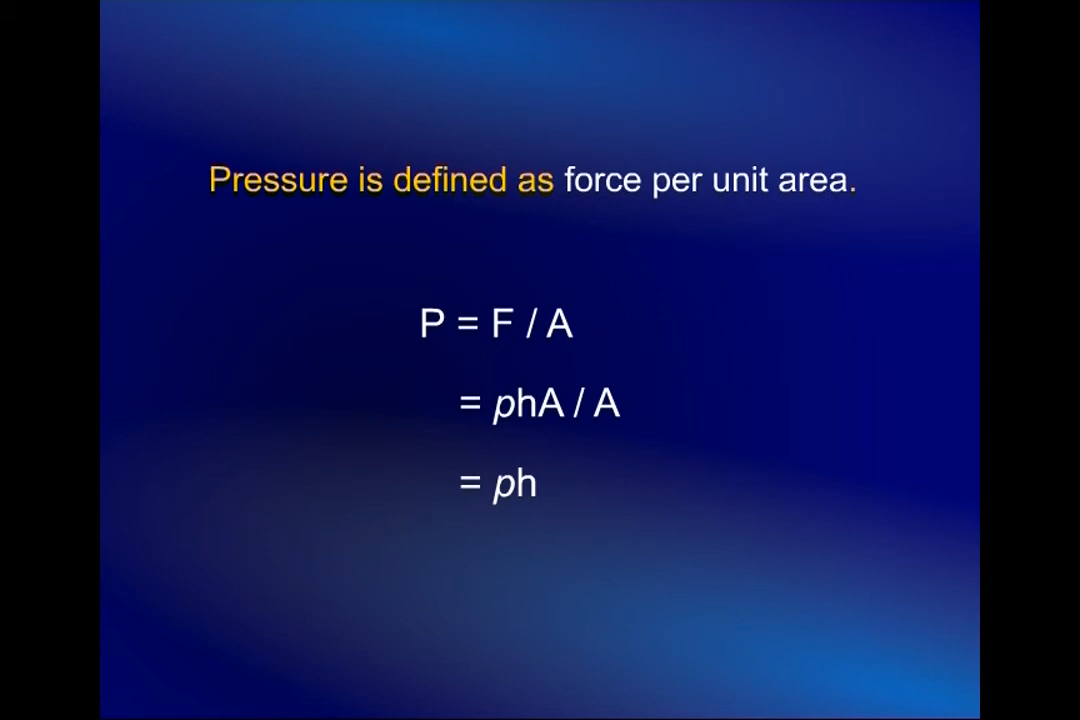 Pressure is defined as force per unit area.
P = F / A
= phA / A
= ph